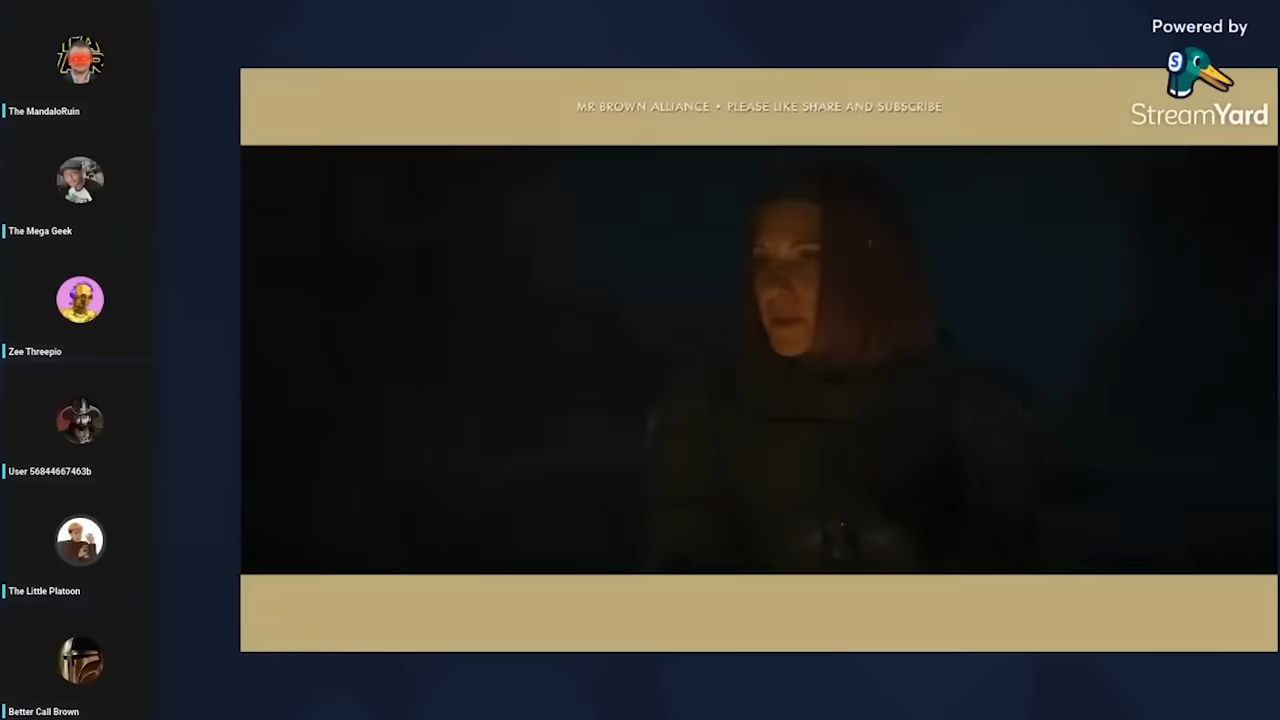 Powered by
S
StreamYard
MR BROWN ALLIANCE • PLEASE LIKE SHARE AND SUBSCRIBE
The MandaloRuin
The Mega Geek
Zee Threepio
User 56844667463b
The Little Platoon
Better Call Brown